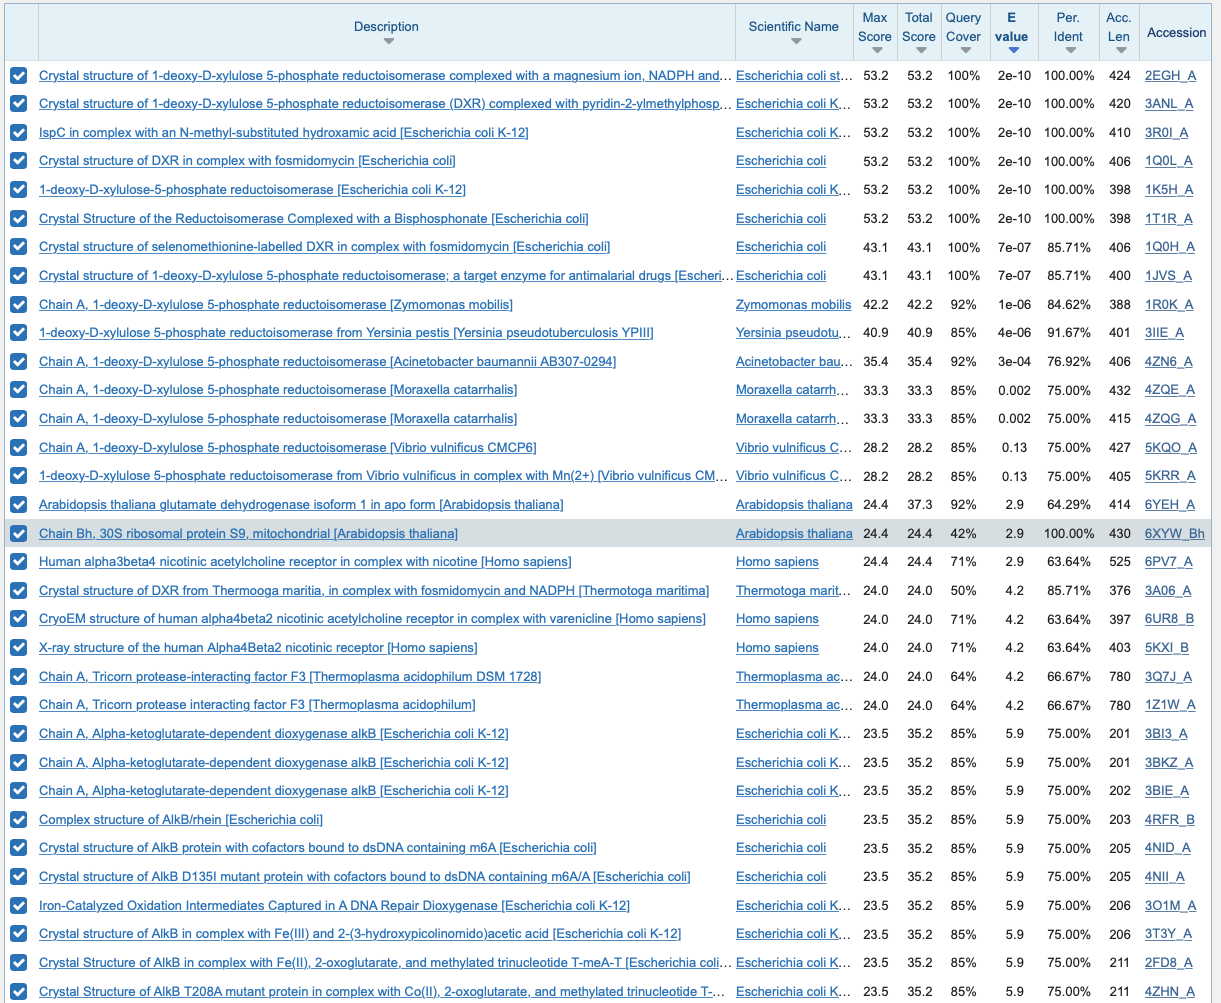 Description Scientific Name Max Score Total Score Query Cover E value Per. Ident Acc. Len Accession
Crystal structure of 1-deoxy-D-xylulose 5-phosphate reductoisomerase complexed with a magnesium ion, NADPH and... Escherichia coli st... 53.2 53.2 100% 2e-10 100.00% 424 2EGH_A
Crystal structure of 1-deoxy-D-xylulose 5-phosphate reductoisomerase (DXR) complexed with pyridin-2-ylmethylphosp... Escherichia coli K... 53.2 53.2 100% 2e-10 100.00% 420 3ANL_A
IspC in complex with an N-methyl-substituted hydroxamic acid [Escherichia coli K-12] Escherichia coli K... 53.2 53.2 100% 2e-10 100.00% 410 3R0I_A
Crystal structure of DXR in complex with fosmidomycin [Escherichia coli] Escherichia coli 53.2 53.2 100% 2e-10 100.00% 406 1Q0L_A
1-deoxy-D-xylulose-5-phosphate reductoisomerase [Escherichia coli K-12] Escherichia coli K... 53.2 53.2 100% 2e-10 100.00% 398 1K5H_A
Crystal Structure of the Reductoisomerase Complexed with a Bisphosphonate [Escherichia coli] Escherichia coli 53.2 53.2 100% 2e-10 100.00% 398 1T1R_A
Crystal structure of selenomethionine-labelled DXR in complex with fosmidomycin [Escherichia coli] Escherichia coli 43.1 43.1 100% 7e-07 85.71% 406 1Q0H_A
Crystal structure of 1-deoxy-D-xylulose 5-phosphate reductoisomerase; a target enzyme for antimalarial drugs [Escheri... Escherichia coli 43.1 43.1 100% 7e-07 85.71% 400 1JVS_A
Chain A, 1-deoxy-D-xylulose 5-phosphate reductoisomerase [Zymomonas mobilis] Zymomonas mobilis 42.2 42.2 92% 1e-06 84.62% 388 1R0K_A
1-deoxy-D-xylulose 5-phosphate reductoisomerase from Yersinia pestis [Yersinia pseudotuberculosis YPIII] Yersinia pseudotu... 40.9 40.9 85% 4e-06 91.67% 401 3IIE_A
Chain A, 1-deoxy-D-xylulose 5-phosphate reductoisomerase [Acinetobacter baumannii AB307-0294] Acinetobacter bau... 35.4 35.4 92% 3e-04 76.92% 406 4ZN6_A
Chain A, 1-deoxy-D-xylulose 5-phosphate reductoisomerase [Moraxella catarrhalis] Moraxella catarrh... 33.3 33.3 85% 0.002 75.00% 432 4ZQE_A
Chain A, 1-deoxy-D-xylulose 5-phosphate reductoisomerase [Moraxella catarrhalis] Moraxella catarrh... 33.3 33.3 85% 0.002 75.00% 415 4ZQG_A
Chain A, 1-deoxy-D-xylulose 5-phosphate reductoisomerase [Vibrio vulnificus CMCP6] Vibrio vulnificus C... 28.2 28.2 85% 0.13 75.00% 427 5KQO_A
1-deoxy-D-xylulose 5-phosphate reductoisomerase from Vibrio vulnificus in complex with Mn(2+) [Vibrio vulnificus CM... Vibrio vulnificus C... 28.2 28.2 85% 0.13 75.00% 405 5KRR_A
Arabidopsis thaliana glutamate dehydrogenase isoform 1 in apo form [Arabidopsis thaliana] Arabidopsis thaliana 24.4 37.3 92% 2.9 64.29% 414 6YEH_A
Chain Bh, 30S ribosomal protein S9, mitochondrial [Arabidopsis thaliana] Arabidopsis thaliana 24.4 24.4 42% 2.9 100.00% 430 6XYW_Bh
Human alpha3beta4 nicotinic acetylcholine receptor in complex with nicotine [Homo sapiens] Homo sapiens 24.4 24.4 71% 2.9 63.64% 525 6PV7_A
Crystal structure of DXR from Thermooga maritia, in complex with fosmidomycin and NADPH [Thermotoga maritima] Thermotoga marit... 24.0 24.0 50% 4.2 85.71% 376 3A06_A
CryoEM structure of human alpha4beta2 nicotinic acetylcholine receptor in complex with varenicline [Homo sapiens] Homo sapiens 24.0 24.0 71% 4.2 63.64% 397 6UR8_B
X-ray structure of the human Alpha4Beta2 nicotinic receptor [Homo sapiens] Homo sapiens 24.0 24.0 71% 4.2 63.64% 403 5KXI_B
Chain A, Tricorn protease-interacting factor F3 [Thermoplasma acidophilum DSM 1728] Thermoplasma ac... 24.0 24.0 64% 4.2 66.67% 780 3Q7J_A
Chain A, Tricorn protease interacting factor F3 [Thermoplasma acidophilum] Thermoplasma ac... 24.0 24.0 64% 4.2 66.67% 780 1Z1W_A
Chain A, Alpha-ketoglutarate-dependent dioxygenase alkB [Escherichia coli K-12] Escherichia coli K... 23.5 35.2 85% 5.9 75.00% 201 3BI3_A
Chain A, Alpha-ketoglutarate-dependent dioxygenase alkB [Escherichia coli K-12] Escherichia coli K... 23.5 35.2 85% 5.9 75.00% 201 3BKZ_A
Chain A, Alpha-ketoglutarate-dependent dioxygenase alkB [Escherichia coli K-12] Escherichia coli K... 23.5 35.2 85% 5.9 75.00% 202 3BIE_A
Complex structure of AlkB/rhein [Escherichia coli] Escherichia coli 23.5 35.2 85% 5.9 75.00% 203 4RFR_B
Crystal structure of AlkB protein with cofactors bound to dsDNA containing m6A [Escherichia coli] Escherichia coli 23.5 35.2 85% 5.9 75.00% 205 4NID_A
Crystal structure of AlkB D135I mutant protein with cofactors bound to dsDNA containing m6A/A [Escherichia coli] Escherichia coli 23.5 35.2 85% 5.9 75.00% 205 4NII_A
Iron-Catalyzed Oxidation Intermediates Captured in A DNA Repair Dioxygenase [Escherichia coli K-12] Escherichia coli K... 23.5 35.2 85% 5.9 75.00% 206 3O1M_A
Crystal structure of AlkB in complex with Fe(III) and 2-(3-hydroxypicolinomido)acetic acid [Escherichia coli K-12] Escherichia coli K... 23.5 35.2 85% 5.9 75.00% 206 3T3Y_A
Crystal Structure of AlkB in complex with Fe(II), 2-oxoglutarate, and methylated trinucleotide T-meA-T [Escherichia coli... Escherichia coli K... 23.5 35.2 85% 5.9 75.00% 211 2FD8_A
Crystal Structure of AlkB T208A mutant protein in complex with Co(II), 2-oxoglutarate, and methylated trinucleotide T-... Escherichia coli K... 23.5 35.2 85% 5.9 75.00% 211 4ZHN_A